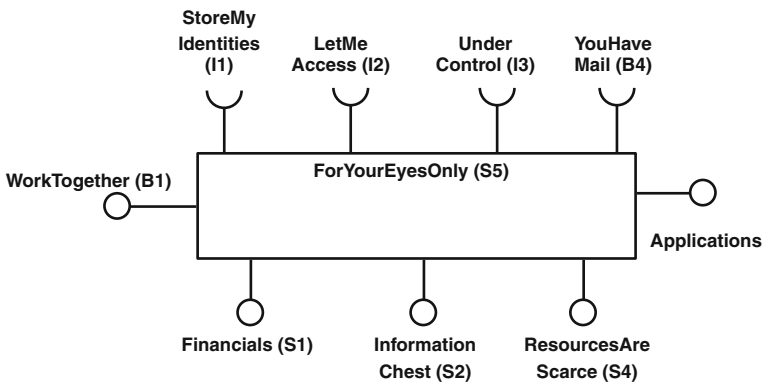 StoreMy
Identities
(I1)
LetMe
Access (I2)
Under
Control (I3)
YouHave
Mail (B4)
WorkTogether (B1)
ForYourEyesOnly (S5)
Applications
Financials (S1)
Information
Chest (S2)
ResourcesAre
Scarce (S4)